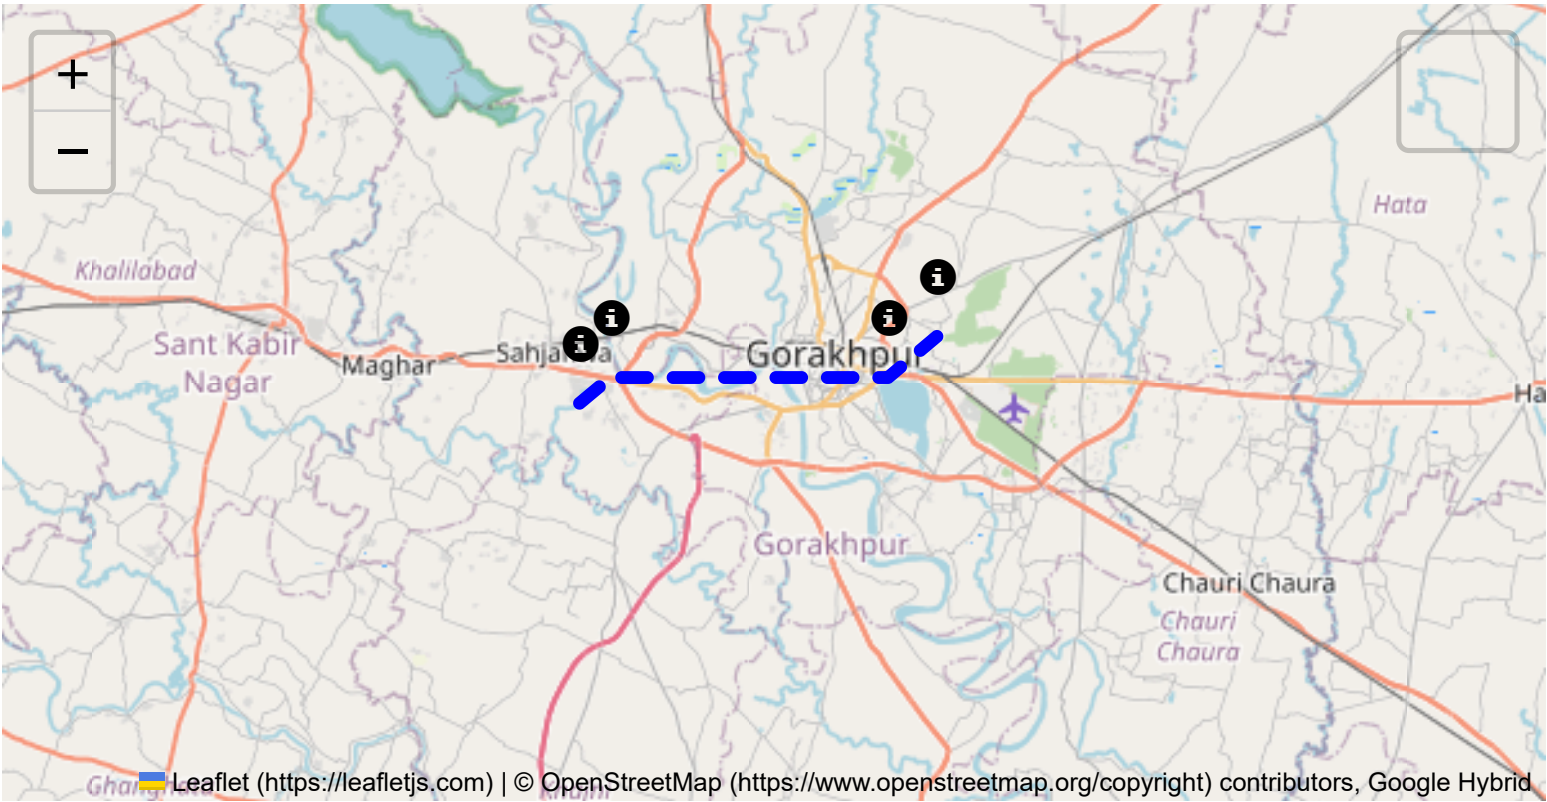 +
−
Hata
Khalilabad
Sant Kabir
Nagar
Maghar
Gorakhpur
Ha
Gorakhpur
Chauri Chaura
Chauri
Chaura
Leaflet (https://leafletjs.com) | © OpenStreetMap (https://www.openstreetmap.org/copyright) contributors, Google Hybrid